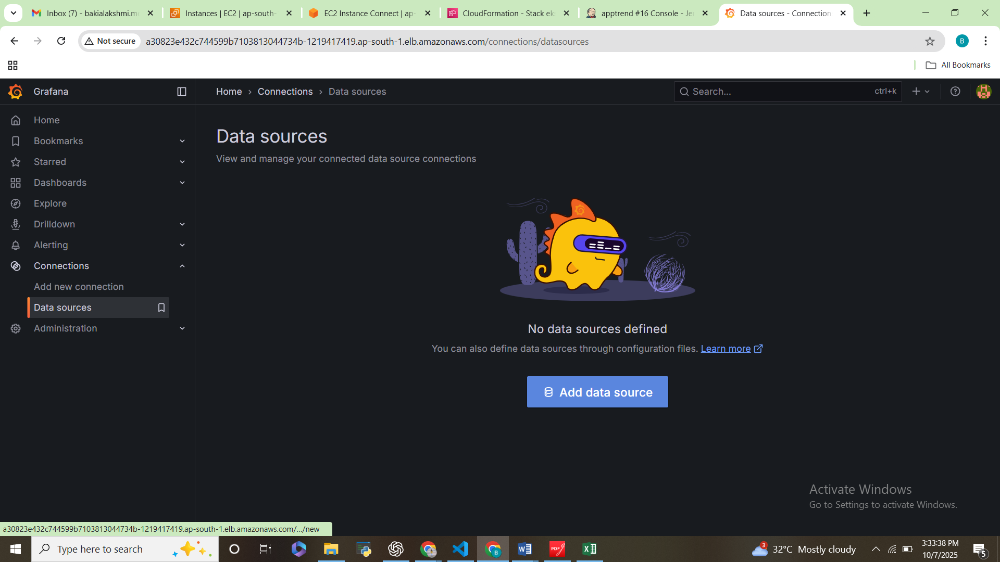 Inbox (7) - bakialakshmi.m
Instances | EC2 | ap-south-
EC2 Instance Connect | ap-
CloudFormation - Stack ek
apptrend #16 Console - Je
Data sources - Connection
Not secure
a30823e432c744599b7103813044734b-1219417419.ap-south-1.elb.amazonaws.com/connections/datasources
B
All Bookmarks
Grafana
Home › Connections › Data sources
Search...
ctrl+k
Home
Bookmarks
Starred
Dashboards
Explore
Drilldown
Alerting
Connections
Add new connection
Data sources
Administration
Data sources
View and manage your connected data source connections
No data sources defined
You can also define data sources through configuration files. Learn more
Add data source
Activate Windows
Go to Settings to activate Windows.
a30823e432c744599b7103813044734b-1219417419.ap-south-1.elb.amazonaws.com/.../new
Type here to search
3
32°C Mostly cloudy
3:33:38 PM
10/7/2025
5